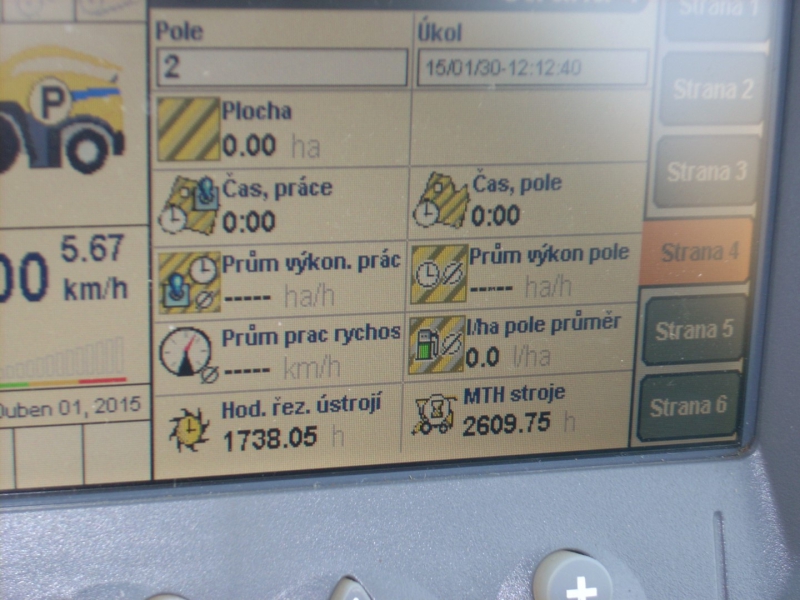 Strana 1
Pole
Úkol
2
15/01/30-12:12:40
Strana 2
P
Plocha
0.00 ha
Strana 3
Čas, práce
0:00
Čas, pole
0:00
5.67
km/h
Prům výkon. prác
----- ha/h
Prům výkon pole
----- ha/h
Strana 4
Prům prac rychos
----- km/h
l/ha pole průměr
0.0 l/ha
Strana 5
Duben 01, 2015
Hod. řez. ústrojí
1738.05 h
MTH stroje
2609.75 h
Strana 6
+